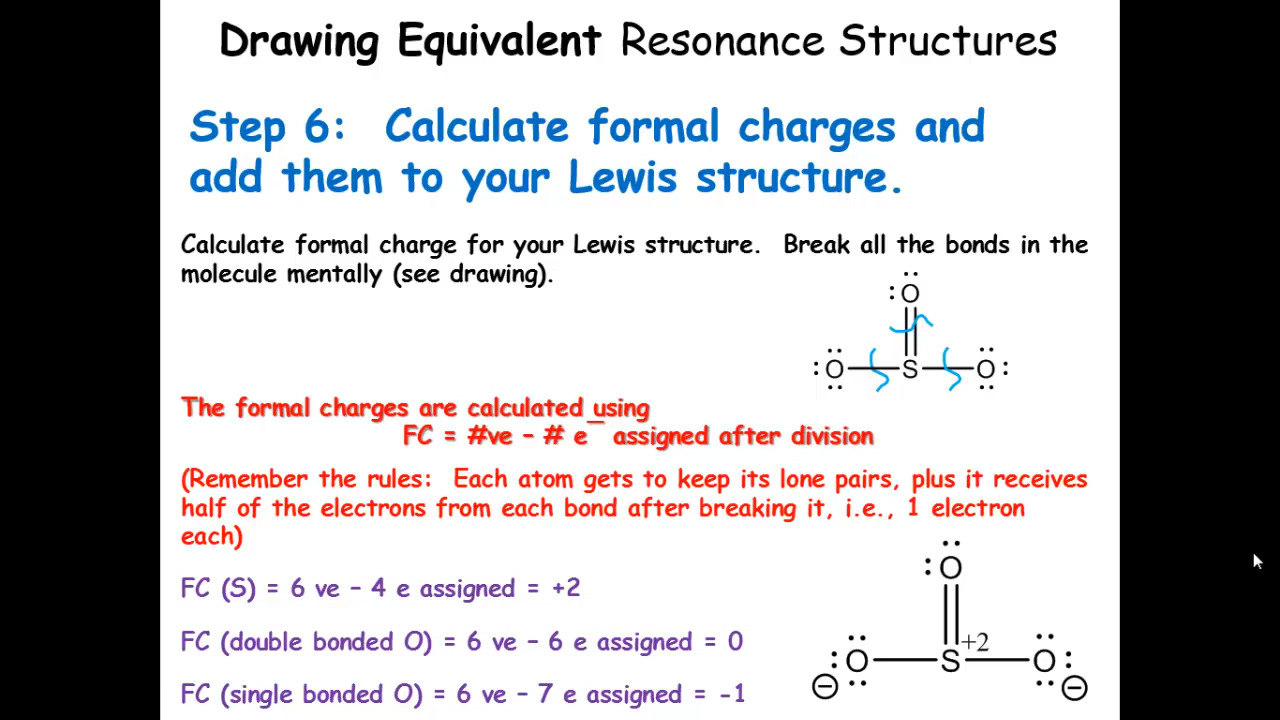 Drawing Equivalent Resonance Structures
Step 6: Calculate formal charges and
add them to your Lewis structure.
Calculate formal charge for your Lewis structure. Break all the bonds in the
molecule mentally (see drawing).
:O
:O S O:
The formal charges are calculated using
FC = #ve – # e¯ assigned after division
(Remember the rules: Each atom gets to keep its lone pairs, plus it receives
half of the electrons from each bond after breaking it, i.e., 1 electron
each)
:O
FC (S) = 6 ve – 4 e assigned = +2
FC (double bonded O) = 6 ve – 6 e assigned = 0
+2
:O S O:
⊖ ⊖
FC (single bonded O) = 6 ve – 7 e assigned = -1